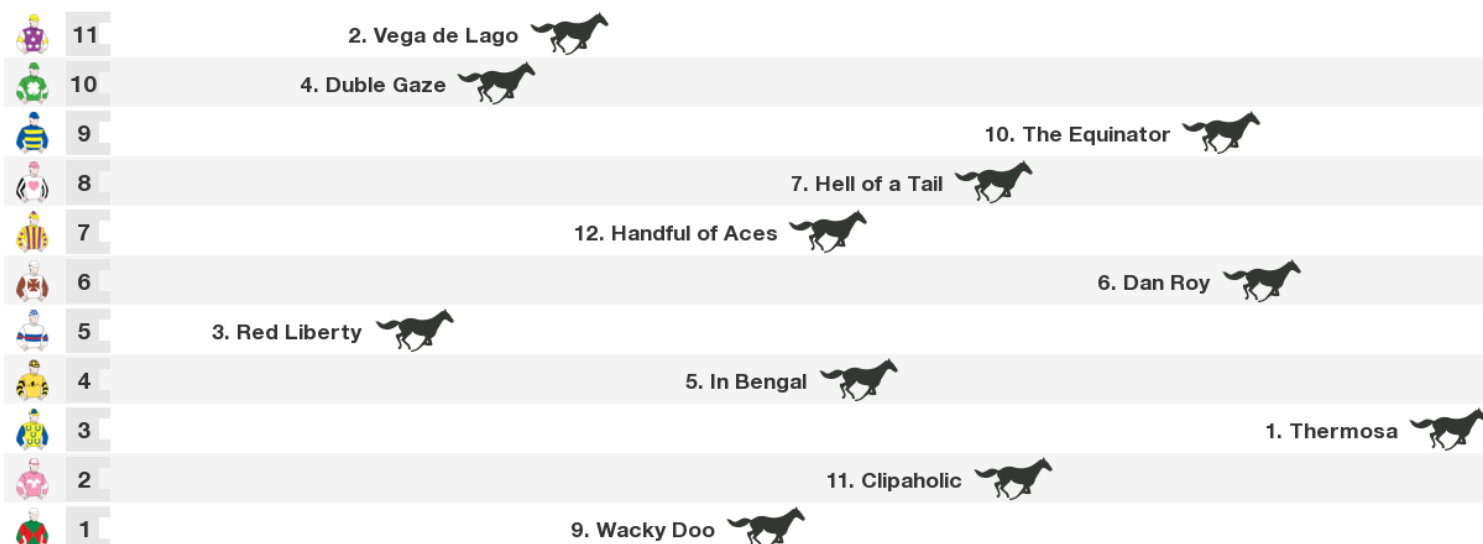 11 2. Vega de Lago
10 4. Duble Gaze
9 10. The Equinator
8 7. Hell of a Tail
7 12. Handful of Aces
6 6. Dan Roy
5 3. Red Liberty
4 5. In Bengal
3 1. Thermosa
2 11. Clipaholic
1 9. Wacky Doo